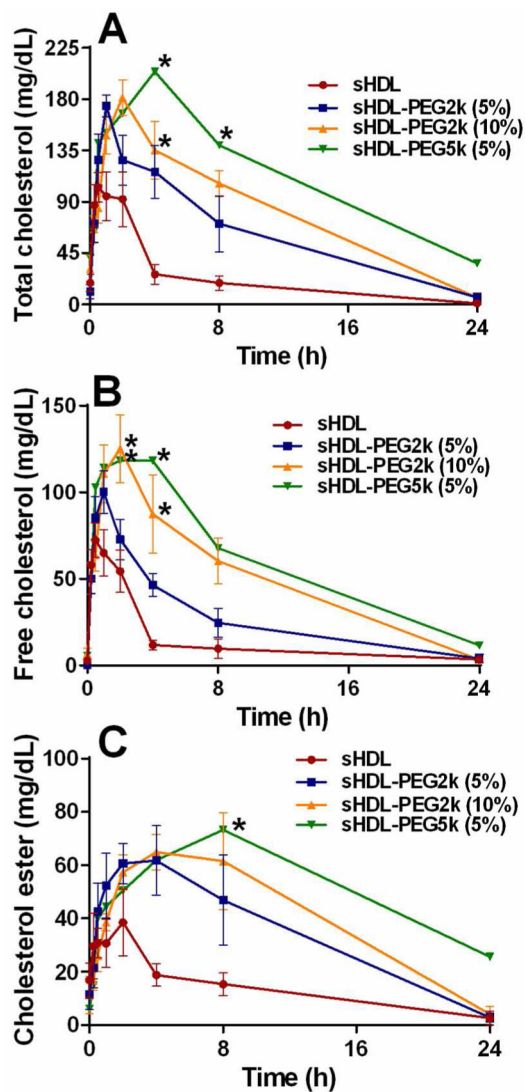 A
Total cholesterol (mg/dL)
225
180
135
90
45
0
*
*
*
sHDL
sHDL-PEG2k (5%)
sHDL-PEG2k (10%)
sHDL-PEG5k (5%)
0
8
16
24
Time (h)
B
Free cholesterol (mg/dL)
150
100
50
0
*
*
*
*
sHDL
sHDL-PEG2k (5%)
sHDL-PEG2k (10%)
sHDL-PEG5k (5%)
0
8
16
24
Time (h)
C
Cholesterol ester (mg/dL)
100
80
60
40
20
0
*
sHDL
sHDL-PEG2k (5%)
sHDL-PEG2k (10%)
sHDL-PEG5k (5%)
0
8
16
24
Time (h)